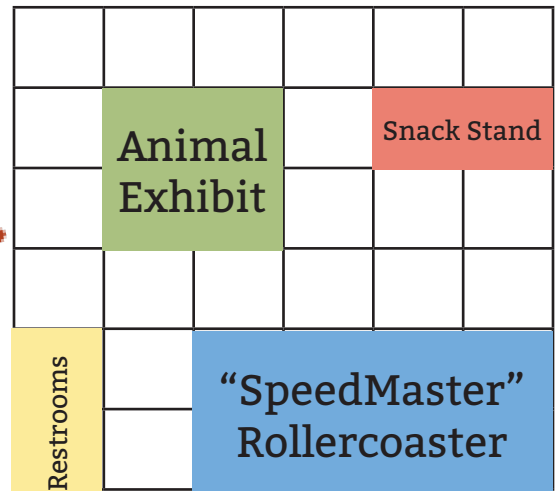 Animal
Exhibit
Snack Stand
Restrooms
“SpeedMaster”
Rollercoaster